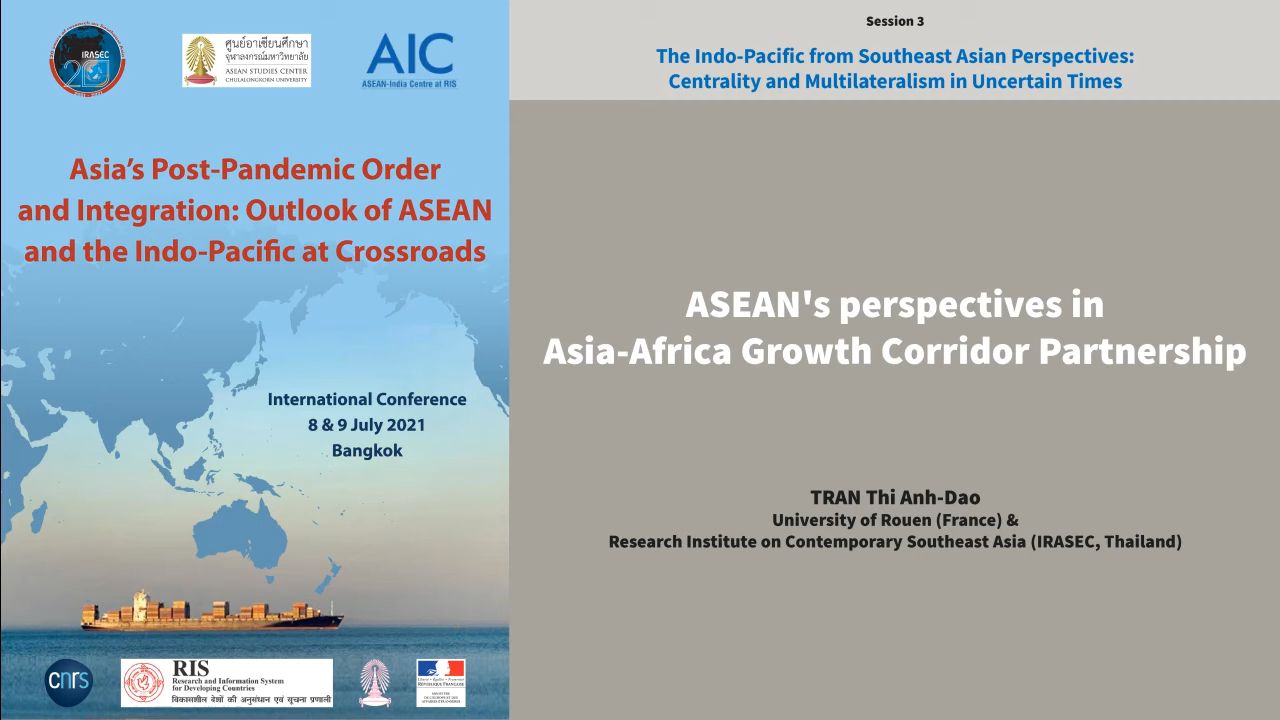 IRASEC
20
ศูนย์อาเซียนศึกษา
จุฬาลงกรณ์มหาวิทยาลัย
ASEAN STUDIES CENTER
CHULALONGKORN UNIVERSITY
AIC
ASEAN-India Centre at RIS
Asia’s Post-Pandemic Order
and Integration: Outlook of ASEAN
and the Indo-Pacific at Crossroads
International Conference
8 & 9 July 2021
Bangkok
cnrs
RIS
Research and Information System
for Developing Countries
विकासशील देशों की अनुसंधान एवं सूचना प्रणाली
RÉPUBLIQUE FRANÇAISE
Session 3
The Indo-Pacific from Southeast Asian Perspectives:
Centrality and Multilateralism in Uncertain Times
ASEAN's perspectives in
Asia-Africa Growth Corridor Partnership
TRAN Thi Anh-Dao
University of Rouen (France) &
Research Institute on Contemporary Southeast Asia (IRASEC, Thailand)